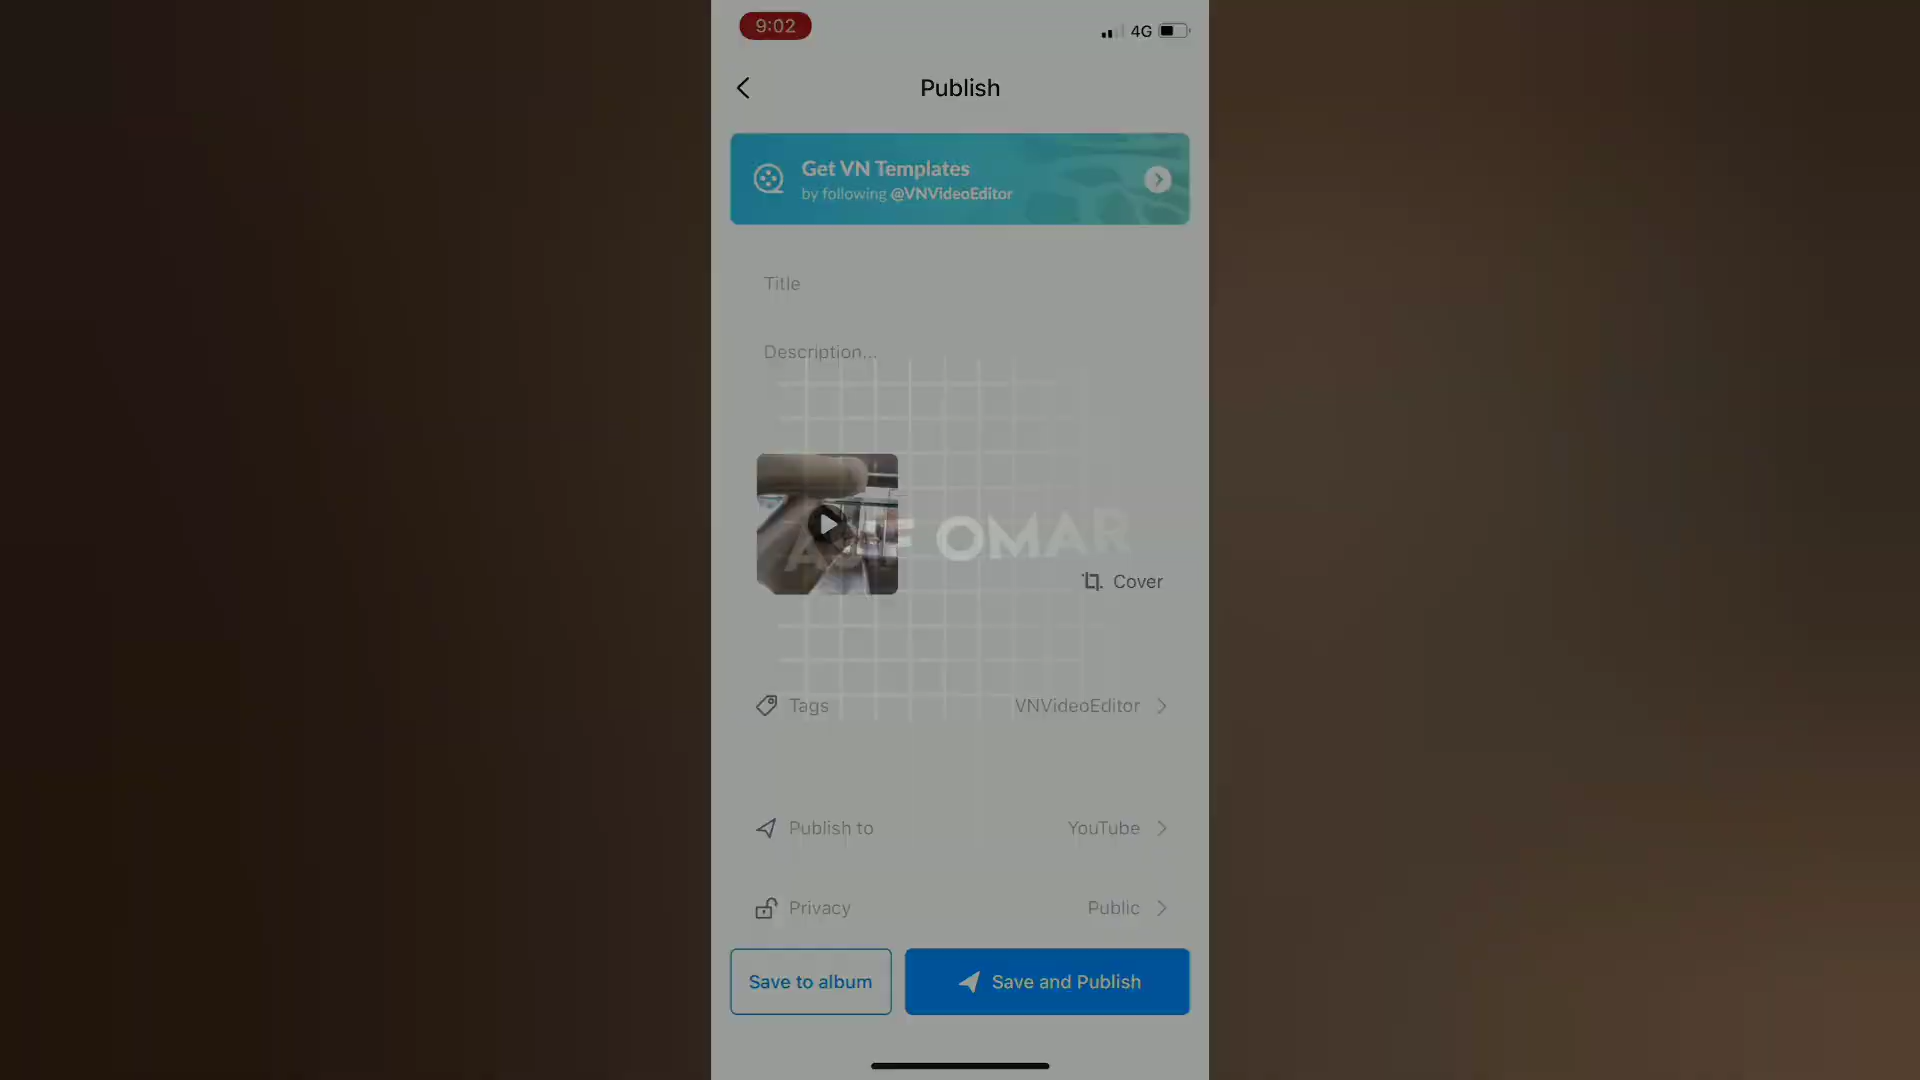 9:02
4G
Publish
Get VN Templates
by following @VNVideoEditor
Title
Description...
ASIF OMAR
Cover
Tags
VNVideoEditor
Publish to
YouTube
Privacy
Public
Save to album
Save and Publish